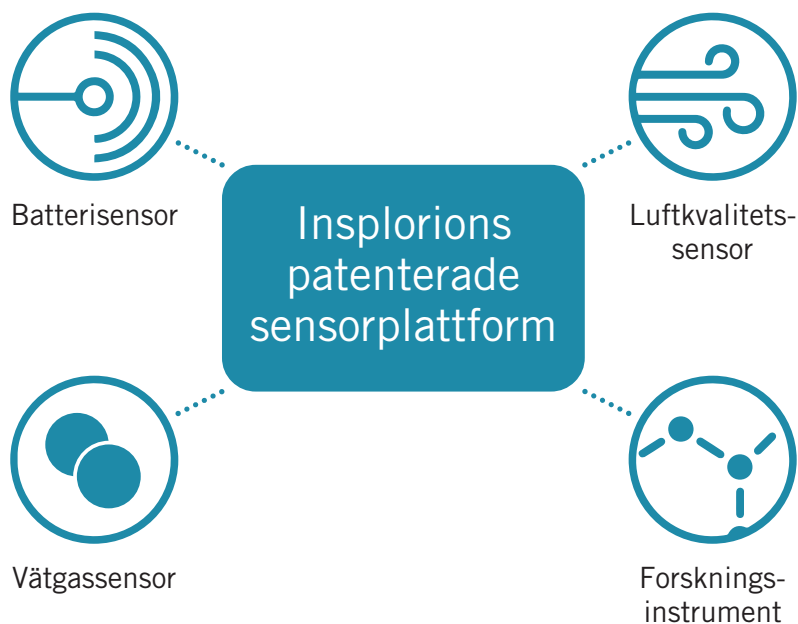 Batterisensor
Luftkvalitets-
sensor
Insplorions
patenterade
sensorplattform
Vätgassensor
Forsknings-
instrument